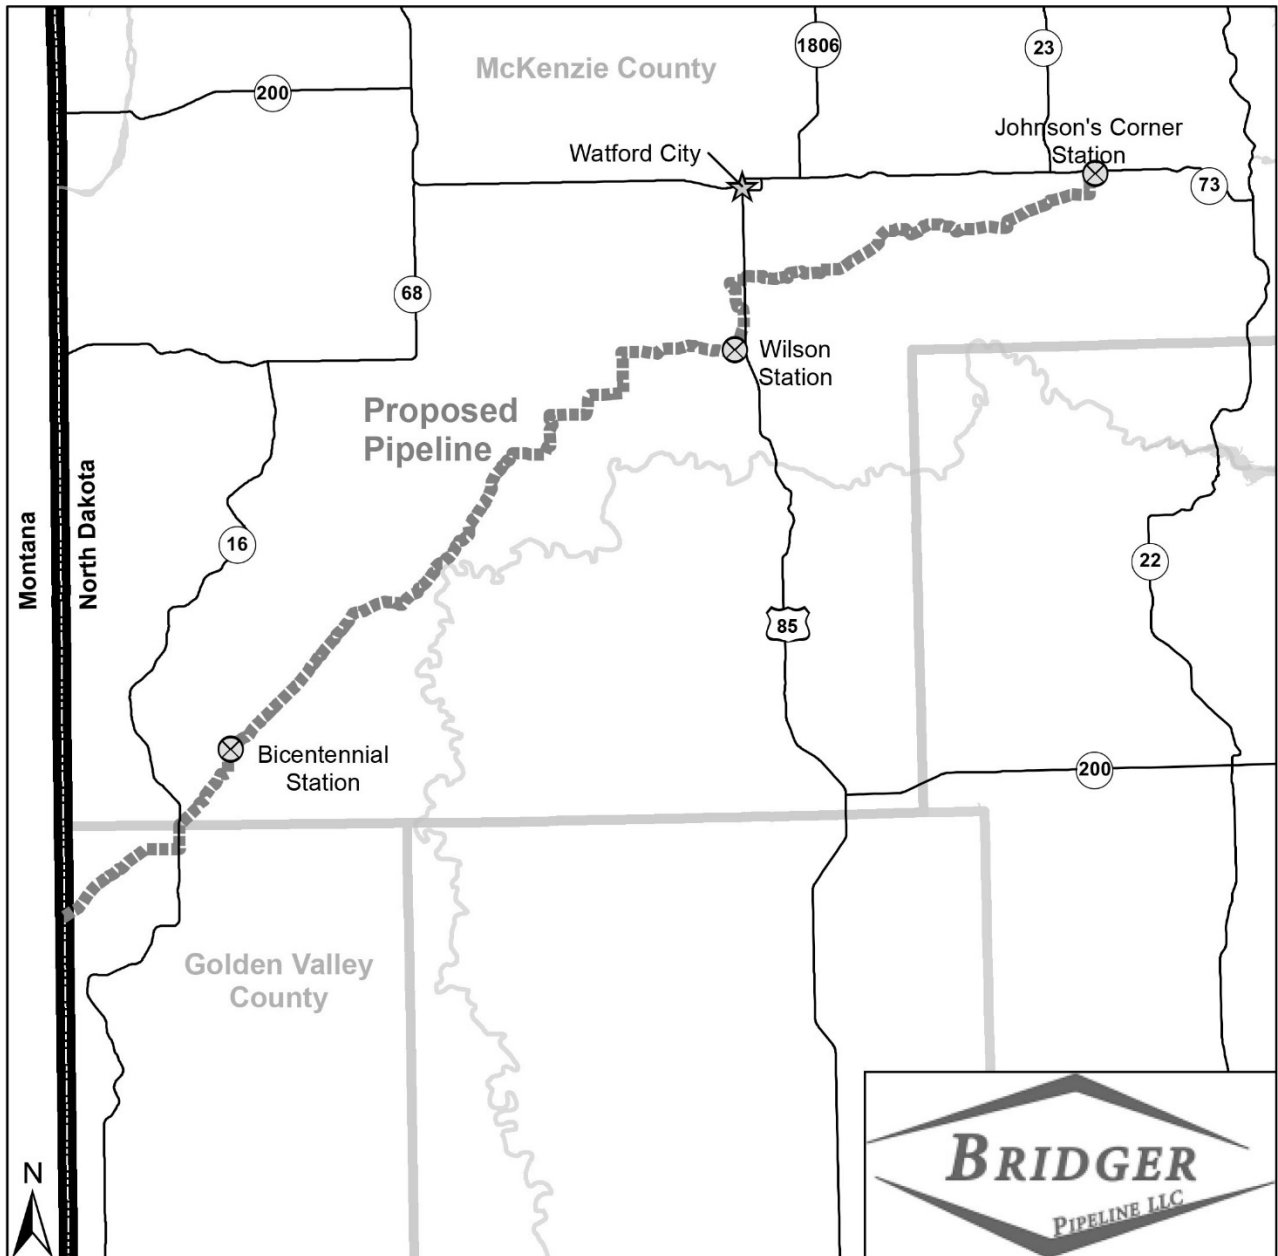 1806
23
McKenzie County
200
Johnson's Corner
Station
Watford City
73
68
Wilson
Station
Proposed
Pipeline
Montana
North Dakota
16
22
85
Bicentennial
Station
200
Golden Valley
County
N
BRIDGER
PIPELINE LLC